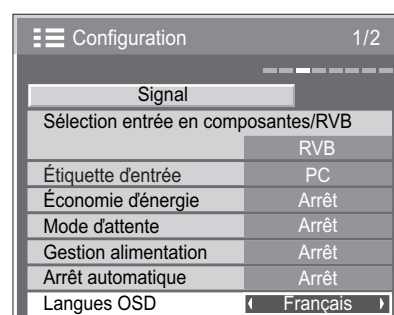 Configuration 1/2
Signal
Sélection entrée en composantes/RVB
RVB
Étiquette d'entrée PC
Économie d'énergie Arrêt
Mode d'attente Arrêt
Gestion alimentation Arrêt
Arrêt automatique Arrêt
Langues OSD Français